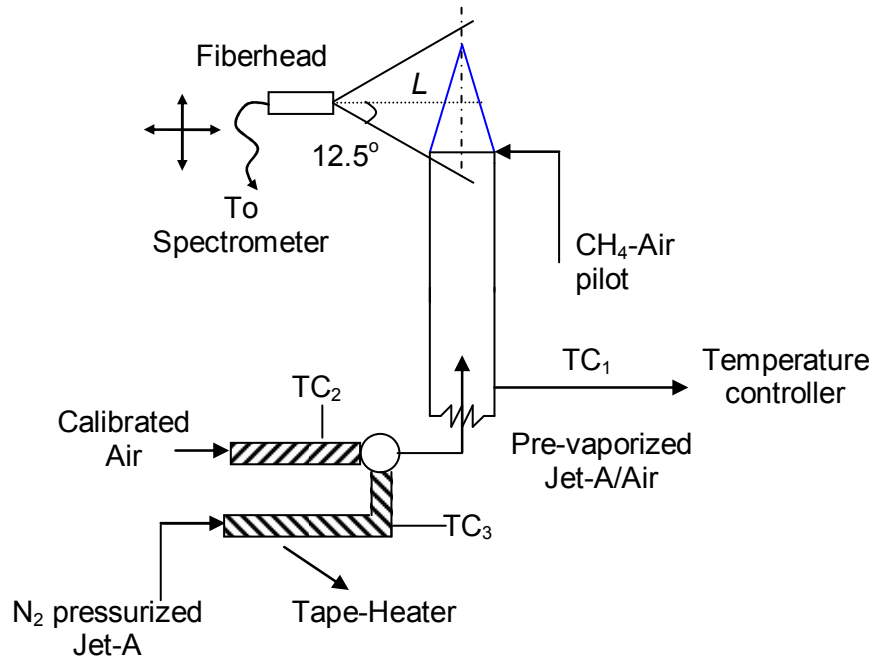 Fiberhead
L
12.5°
To
Spectrometer
CH₄-Air
pilot
TC₁
Temperature
controller
TC₂
Calibrated
Air
Pre-vaporized
Jet-A/Air
TC₃
N₂ pressurized
Jet-A
Tape-Heater